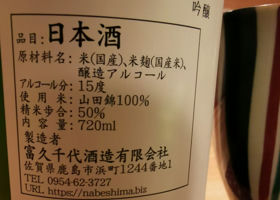 吟醸
品目：日本酒
原材料名：米（国産）、米麹（国産米）、
醸造アルコール
アルコール分：15度
使用米：山田錦100%
精米歩合：50%
内容量：720ml
製造者
富久千代酒造有限会社
佐賀県鹿島市浜町1244番地1
TEL 0954-62-3727
URL https://nabeshima.biz